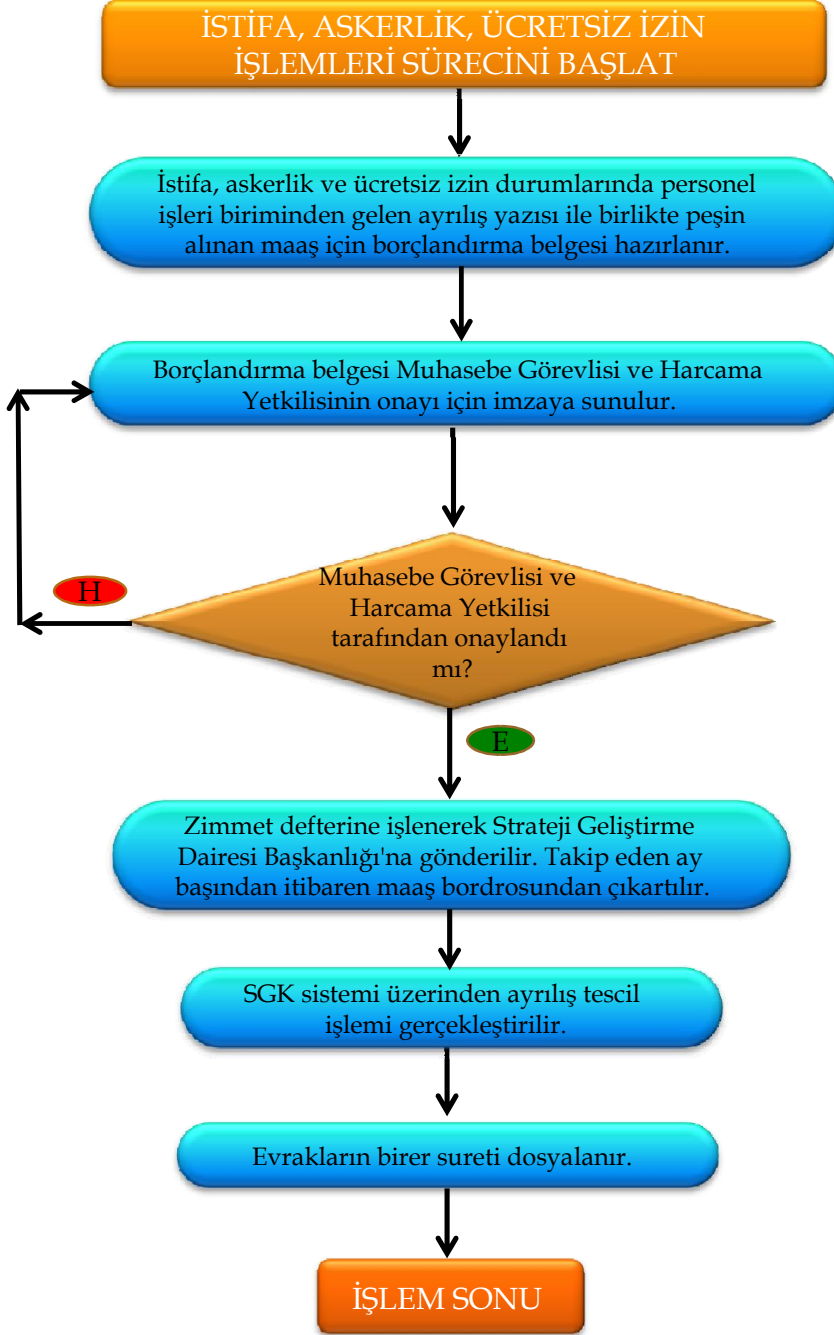 İSTİFA, ASKERLİK, ÜCRETSİZ İZİN
İŞLEMLERİ SÜRECİNİ BAŞLAT
İstifa, askerlik ve ücretsiz izin durumlarında personel
işleri biriminden gelen ayrılış yazısı ile birlikte peşin
alınan maaş için borçlandırma belgesi hazırlanır.
Borçlandırma belgesi Muhasebe Görevlisi ve Harcama
Yetkilisinin onayı için imzaya sunulur.
Muhasebe Görevlisi ve
Harcama Yetkilisi
tarafından onaylandı
mı?
H
E
Zimmet defterine işlenerek Strateji Geliştirme
Dairesi Başkanlığı'na gönderilir. Takip eden ay
başından itibaren maaş bordrosundan çıkartılır.
SGK sistemi üzerinden ayrılış tescil
işlemi gerçekleştirilir.
Evrakların birer sureti dosyalanır.
İŞLEM SONU